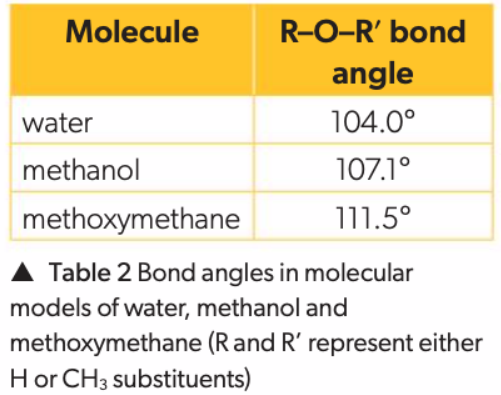 Molecule R–O–R’ bond angle
water 104.0°
methanol 107.1°
methoxymethane 111.5°
▲ Table 2 Bond angles in molecular
models of water, methanol and
methoxymethane (R and R’ represent either
H or CH₃ substituents)